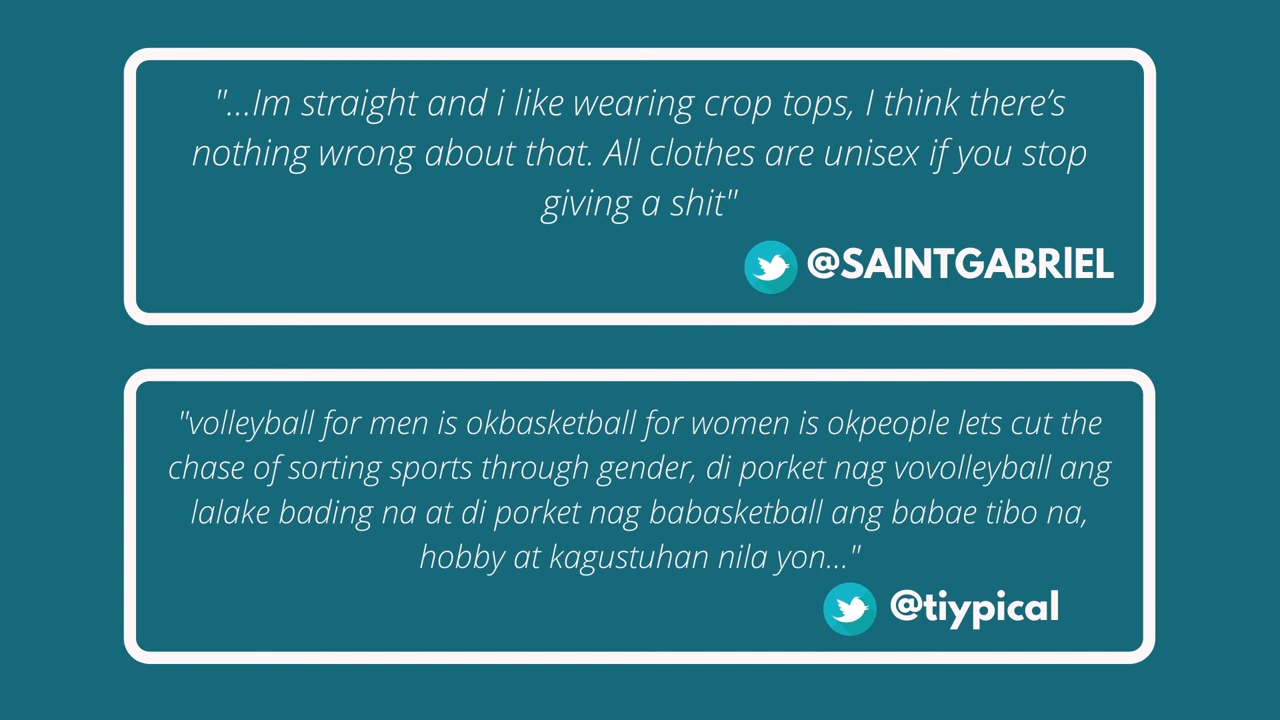 "...Im straight and i like wearing crop tops, I think there’s
nothing wrong about that. All clothes are unisex if you stop
giving a shit"
@SAINTGABRIEL
"volleyball for men is okbasketball for women is okpeople lets cut the
chase of sorting sports through gender, di porket nag vovolleyball ang
lalake bading na at di porket nag babasketball ang babae tibo na,
hobby at kagustuhan nila yon..."
@tiypical